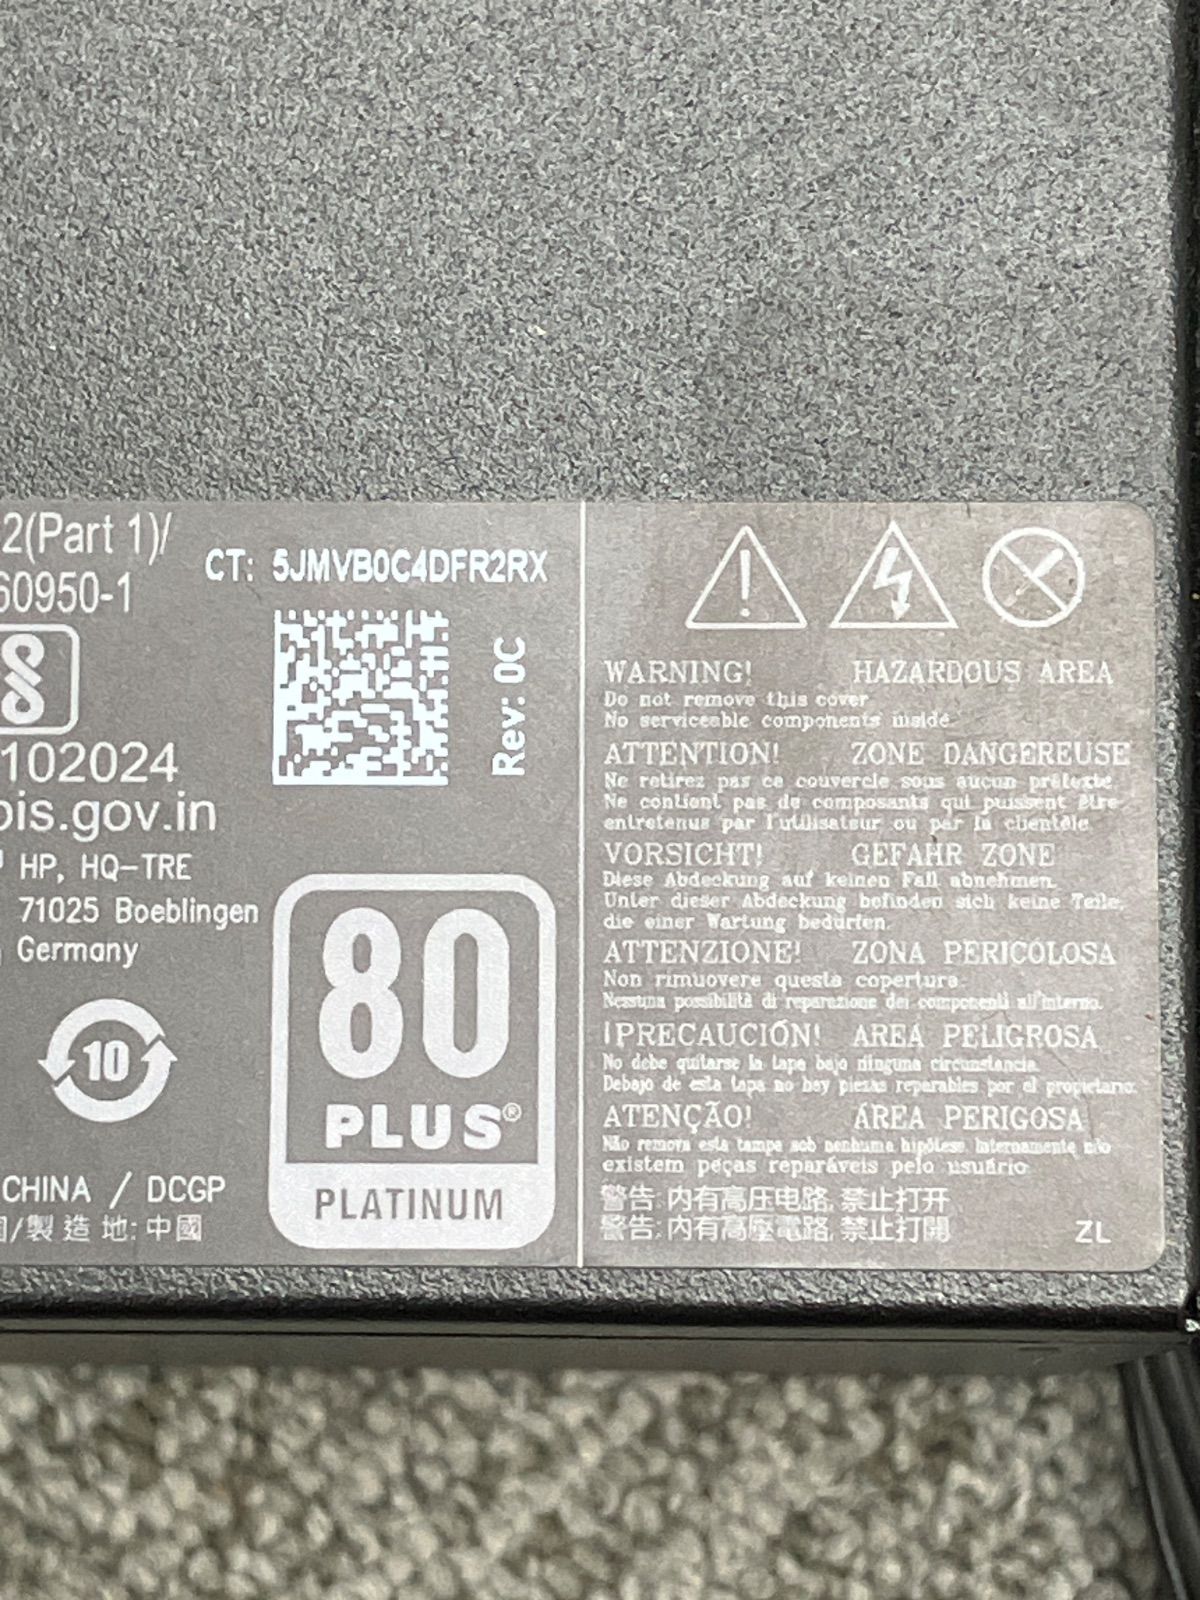 2(Part 1)/
60950-1
CT: 5JMVB0C4DFR2RX
Rev: 0C
102024
bis.gov.in
HP, HQ-TRE
71025 Boeblingen
Germany
10
CHINA / DCGP
/製造地:中國
80
PLUS®
PLATINUM
WARNING! HAZARDOUS AREA
Do not remove this cover
No serviceable components inside
ATTENTION! ZONE DANGEREUSE
Ne retirez pas ce couvercle sous aucun prétexte.
Ne contient pas de composants qui puissent être
entretenus par l'utilisateur ou par la clientèle.
VORSICHT! GEFAHR ZONE
Diese Abdeckung auf keinen Fall abnehmen.
Unter dieser Abdeckung befinden sich keine Teile,
die einer Wartung bedürfen.
ATTENZIONE! ZONA PERICOLOSA
Non rimuovere questa copertura.
Nessuna possibilità di reparazione dei componenti all'interno.
¡PRECAUCIÓN! AREA PELIGROSA
No debe quitarse la tapa bajo ninguna circunstancia.
Debajo de esta tapa no hay piezas reparables por el propietario.
ATENÇÃO! ÁREA PERIGOSA
Não remova esta tampa sob nenhuma hipótese. Internamente não
existem peças reparáveis pelo usuário
警告:内有高压电路,禁止打开
警告:内有高壓電路,禁止打開
ZL